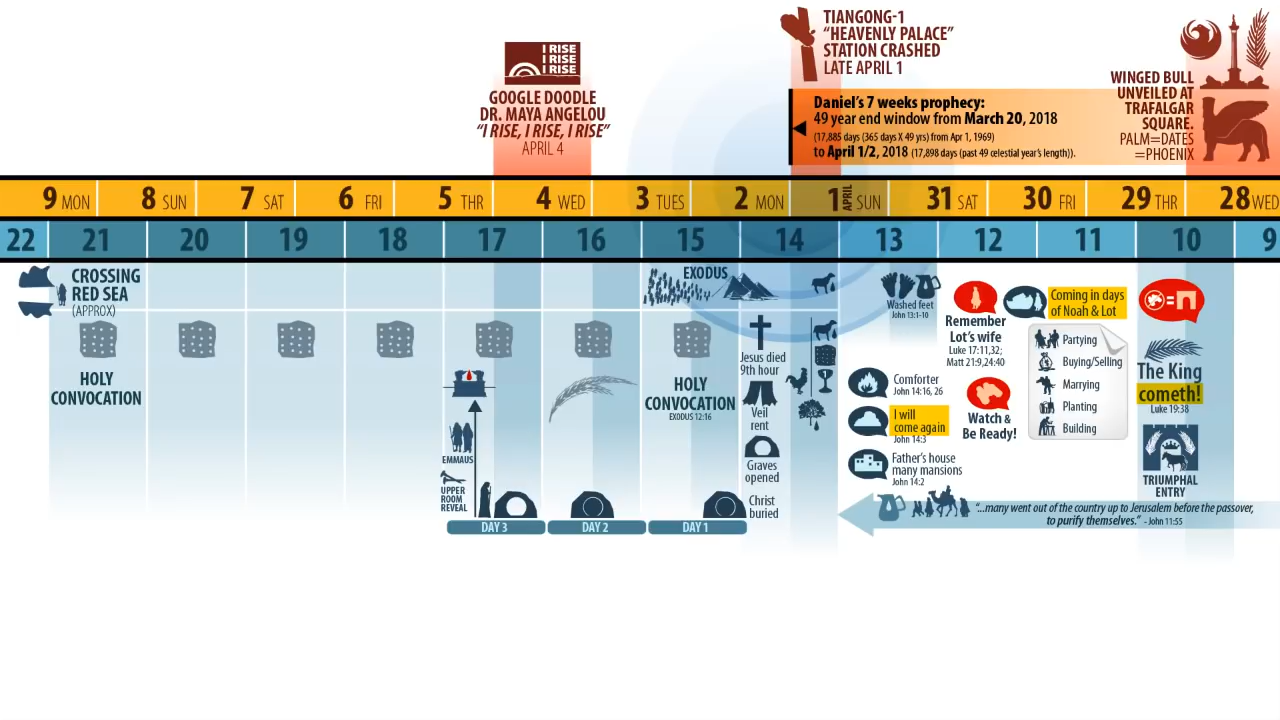 I RISE
I RISE
I RISE
GOOGLE DOODLE
DR. MAYA ANGELOU
"I RISE, I RISE, I RISE"
APRIL 4
TIANGONG-1
"HEAVENLY PALACE"
STATION CRASHED
LATE APRIL 1
Daniel's 7 weeks prophecy:
49 year end window from March 20, 2018
(17,885 days (365 days X 49 yrs) from Apr 1, 1969)
to April 1/2, 2018 (17,898 days (past 49 celestial year's length)).
WINGED BULL
UNVEILED AT
TRAFALGAR
SQUARE.
PALM=DATES
=PHOENIX
9 MON 8 SUN 7 SAT 6 FRI 5 THR 4 WED 3 TUES 2 MON 1 APRIL SUN 31 SAT 30 FRI 29 THR 28 WED
22 21 20 19 18 17 16 15 14 13 12 11 10 9
CROSSING
RED SEA
(APPROX)
HOLY
CONVOCATION
EMMAUS
UPPER
ROOM
REVEAL
DAY 3
DAY 2
DAY 1
EXODUS
HOLY
CONVOCATION
EXODUS 12:16
Jesus died
9th hour
Veil
rent
Graves
opened
Christ
buried
Washed feet
John 13:1-10
Comforter
John 14:16, 26
I will
come again
John 14:3
Father's house
many mansions
John 14:2
Remember
Lot's wife
Luke 17:11,32;
Matt 21:9,24:40
Watch &
Be Ready!
Coming in days
of Noah & Lot
Partying
Buying/Selling
Marrying
Planting
Building
=
The King
cometh!
Luke 19:38
TRIUMPHAL
ENTRY
"...many went out of the country up to Jerusalem before the passover,
to purify themselves." - John 11:55